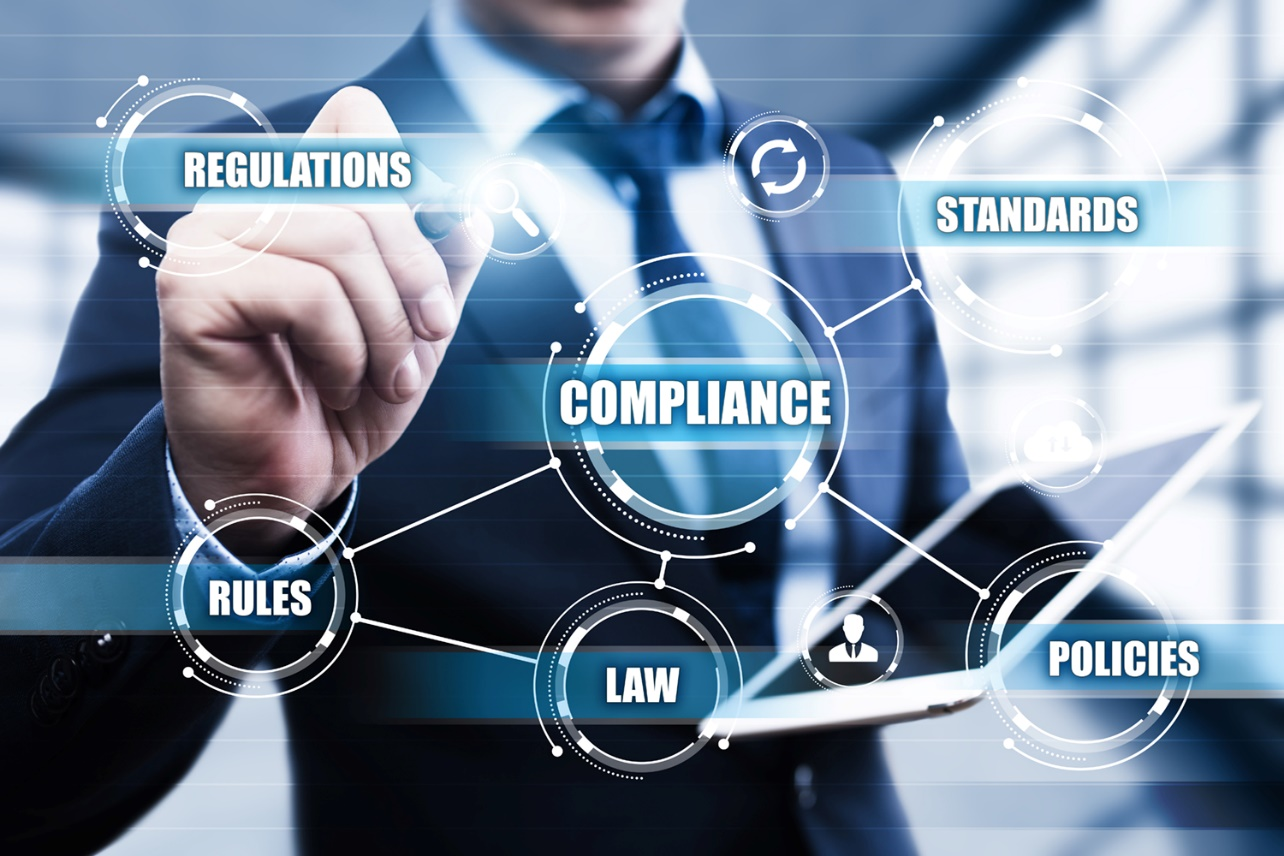 REGULATIONS
STANDARDS
COMPLIANCE
RULES
LAW
POLICIES